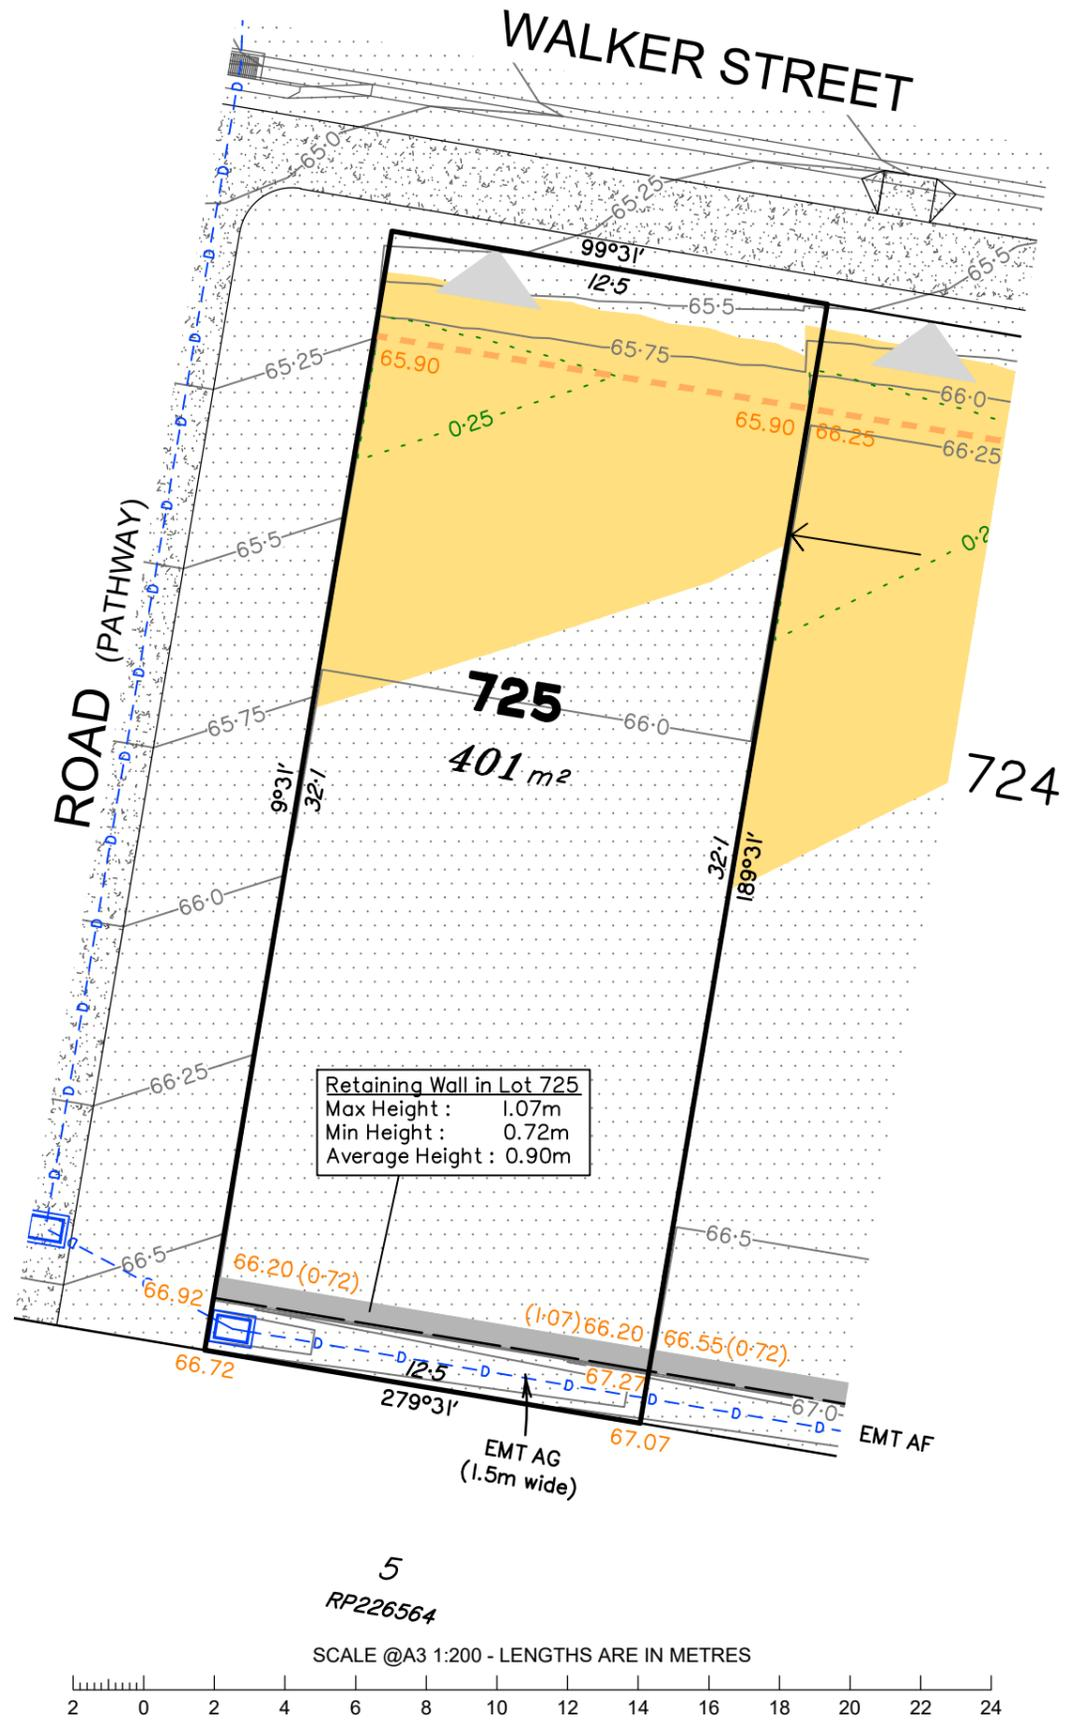 WALKER STREET
65·0
65·25
65·5
99°31'
12·5
65·5
65·75
65·25
65.90
0·25
65.90
66.25
66·0
66·25
0·2
65·5
ROAD (PATHWAY)
725
401 m²
66·0
65·75
724
9°31'
32·1
32·1
189°31'
66·0
66·25
Retaining Wall in Lot 725
Max Height : 1.07m
Min Height : 0.72m
Average Height : 0.90m
66·5
66·5
66.20 (0·72)
66.92
(1·07) 66.20
66.55 (0·72)
66.72
12·5
67.27
67·0
279°31'
67.07
EMT AF
EMT AG
(1.5m wide)
D D D D D D D D D D D D D D D D D D D D
5
RP226564
SCALE @A3 1:200 - LENGTHS ARE IN METRES
2 0 2 4 6 8 10 12 14 16 18 20 22 24